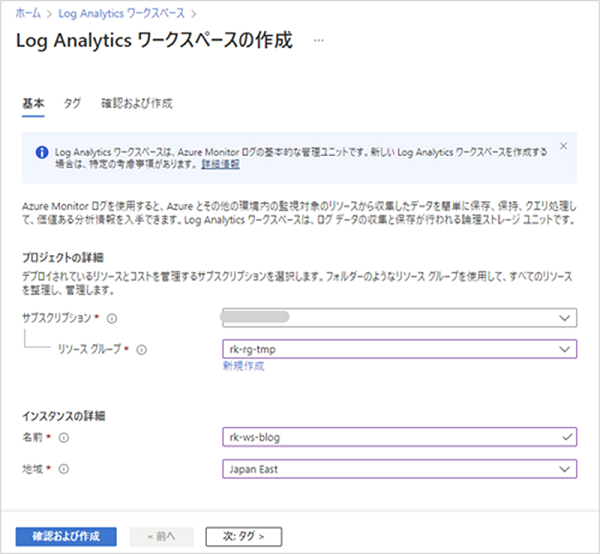 ホーム > Log Analytics ワークスペース >
Log Analytics ワークスペースの作成 …
基本 タグ 確認および作成
Log Analytics ワークスペースは、Azure Monitor ログの基本的な管理ユニットです。新しい Log Analytics ワークスペースを作成する
場合は、特定の考慮事項があります。 詳細情報
Azure Monitor ログを使用すると、Azure とその他の環境内の監視対象のリソースから収集したデータを簡単に保存、保持、クエリ処理し
て、価値ある分析情報を入手できます。Log Analytics ワークスペースは、ログ データの収集と保存が行われる論理ストレージ ユニットです。
プロジェクトの詳細
デプロイされているリソースとコストを管理するサブスクリプションを選択します。フォルダーのようなリソース グループを使用して、すべてのリソース
を整理し、管理します。
サブスクリプション *
リソース グループ * rk-rg-tmp
新規作成
インスタンスの詳細
名前 * rk-ws-blog
地域 * Japan East
確認および作成 « 前へ 次: タグ >